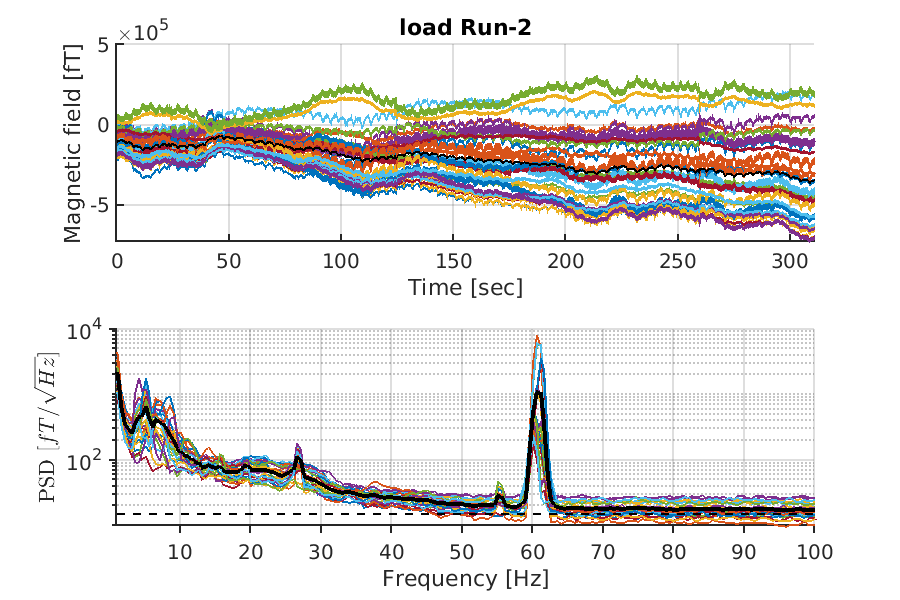 load Run-2
×10^5
5
0
-5
Magnetic field [fT]
0 50 100 150 200 250 300
Time [sec]
10^4
10^2
PSD [fT/√Hz]
10 20 30 40 50 60 70 80 90 100
Frequency [Hz]